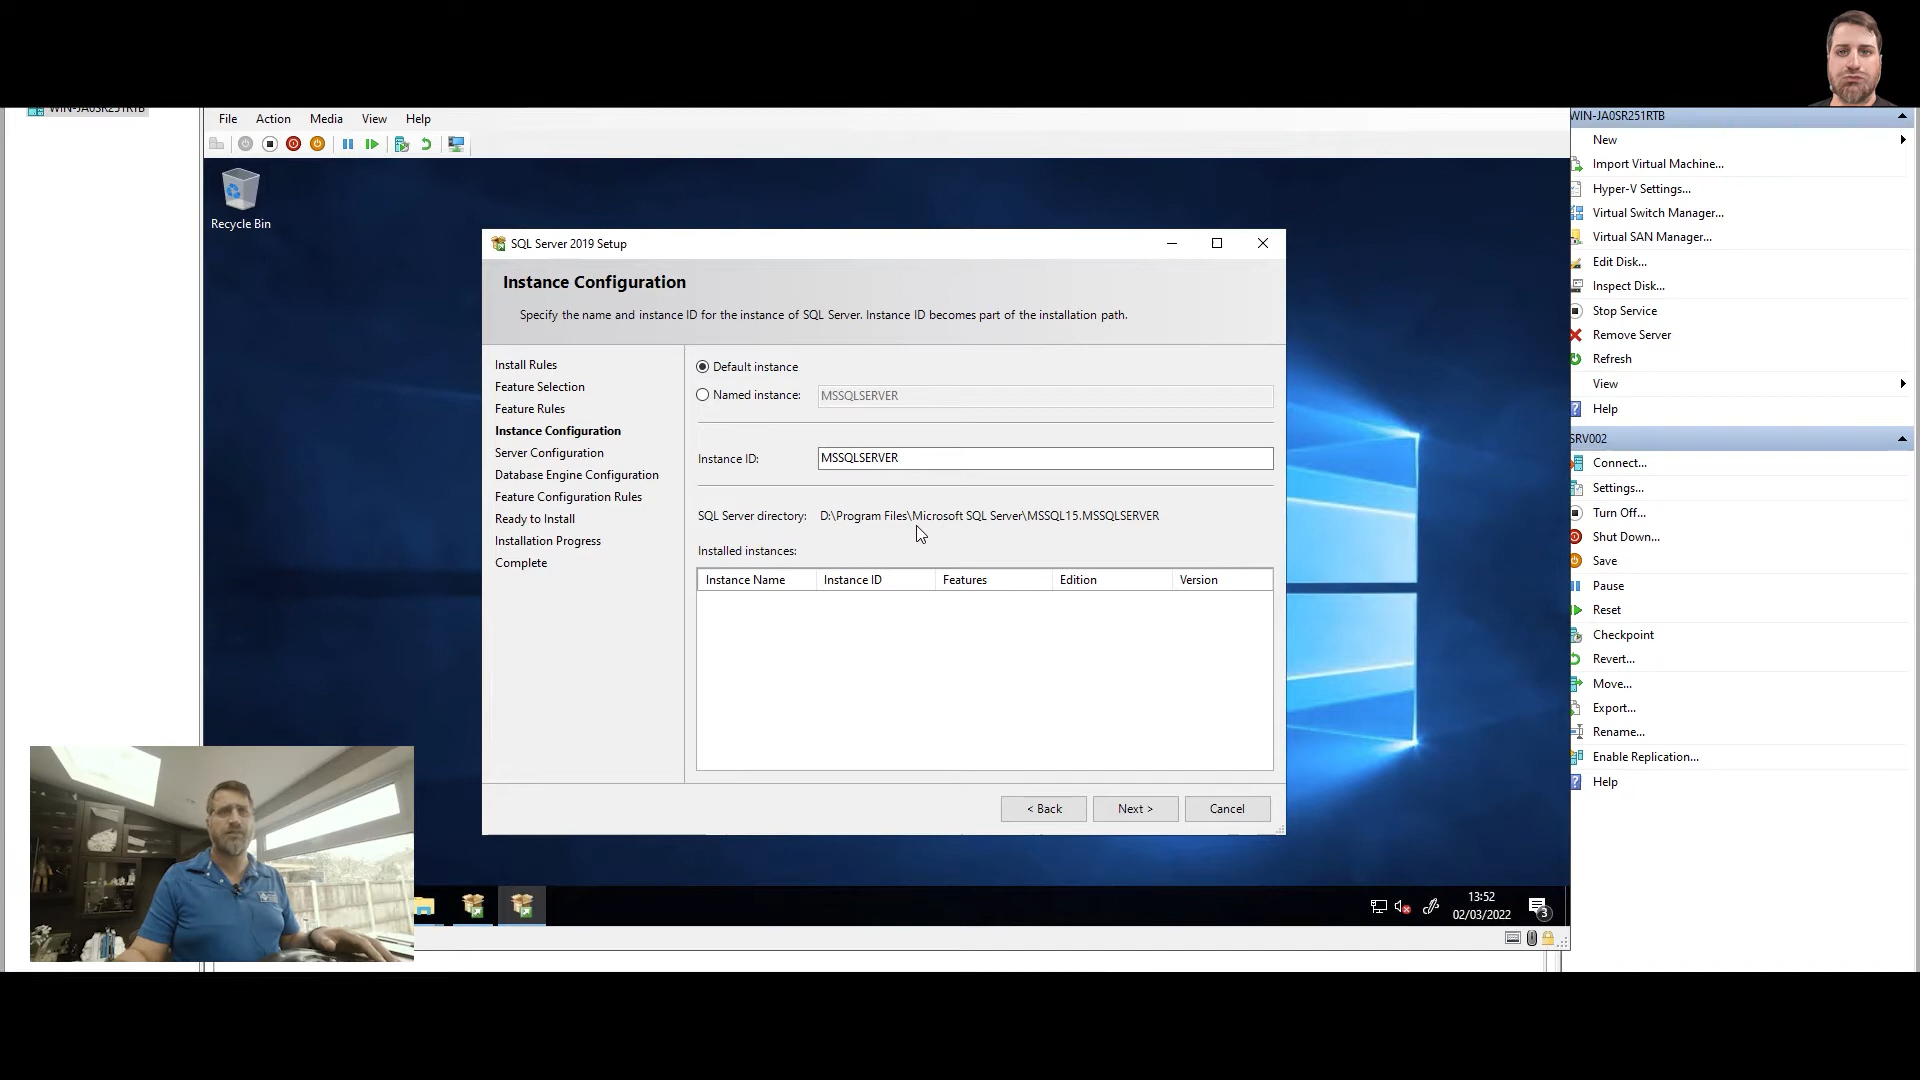 WIN-JA0SR251RTB
File Action Media View Help
Recycle Bin
SQL Server 2019 Setup
Instance Configuration
Specify the name and instance ID for the instance of SQL Server. Instance ID becomes part of the installation path.
Install Rules
Feature Selection
Feature Rules
Instance Configuration
Server Configuration
Database Engine Configuration
Feature Configuration Rules
Ready to Install
Installation Progress
Complete
Default instance
Named instance: MSSQLSERVER
Instance ID: MSSQLSERVER
SQL Server directory: D:\Program Files\Microsoft SQL Server\MSSQL15.MSSQLSERVER
Installed instances:
Instance Name Instance ID Features Edition Version
< Back Next > Cancel
13:52
02/03/2022
3
WIN-JA0SR251RTB
New
Import Virtual Machine...
Hyper-V Settings...
Virtual Switch Manager...
Virtual SAN Manager...
Edit Disk...
Inspect Disk...
Stop Service
Remove Server
Refresh
View
Help
SRV002
Connect...
Settings...
Turn Off...
Shut Down...
Save
Pause
Reset
Checkpoint
Revert...
Move...
Export...
Rename...
Enable Replication...
Help